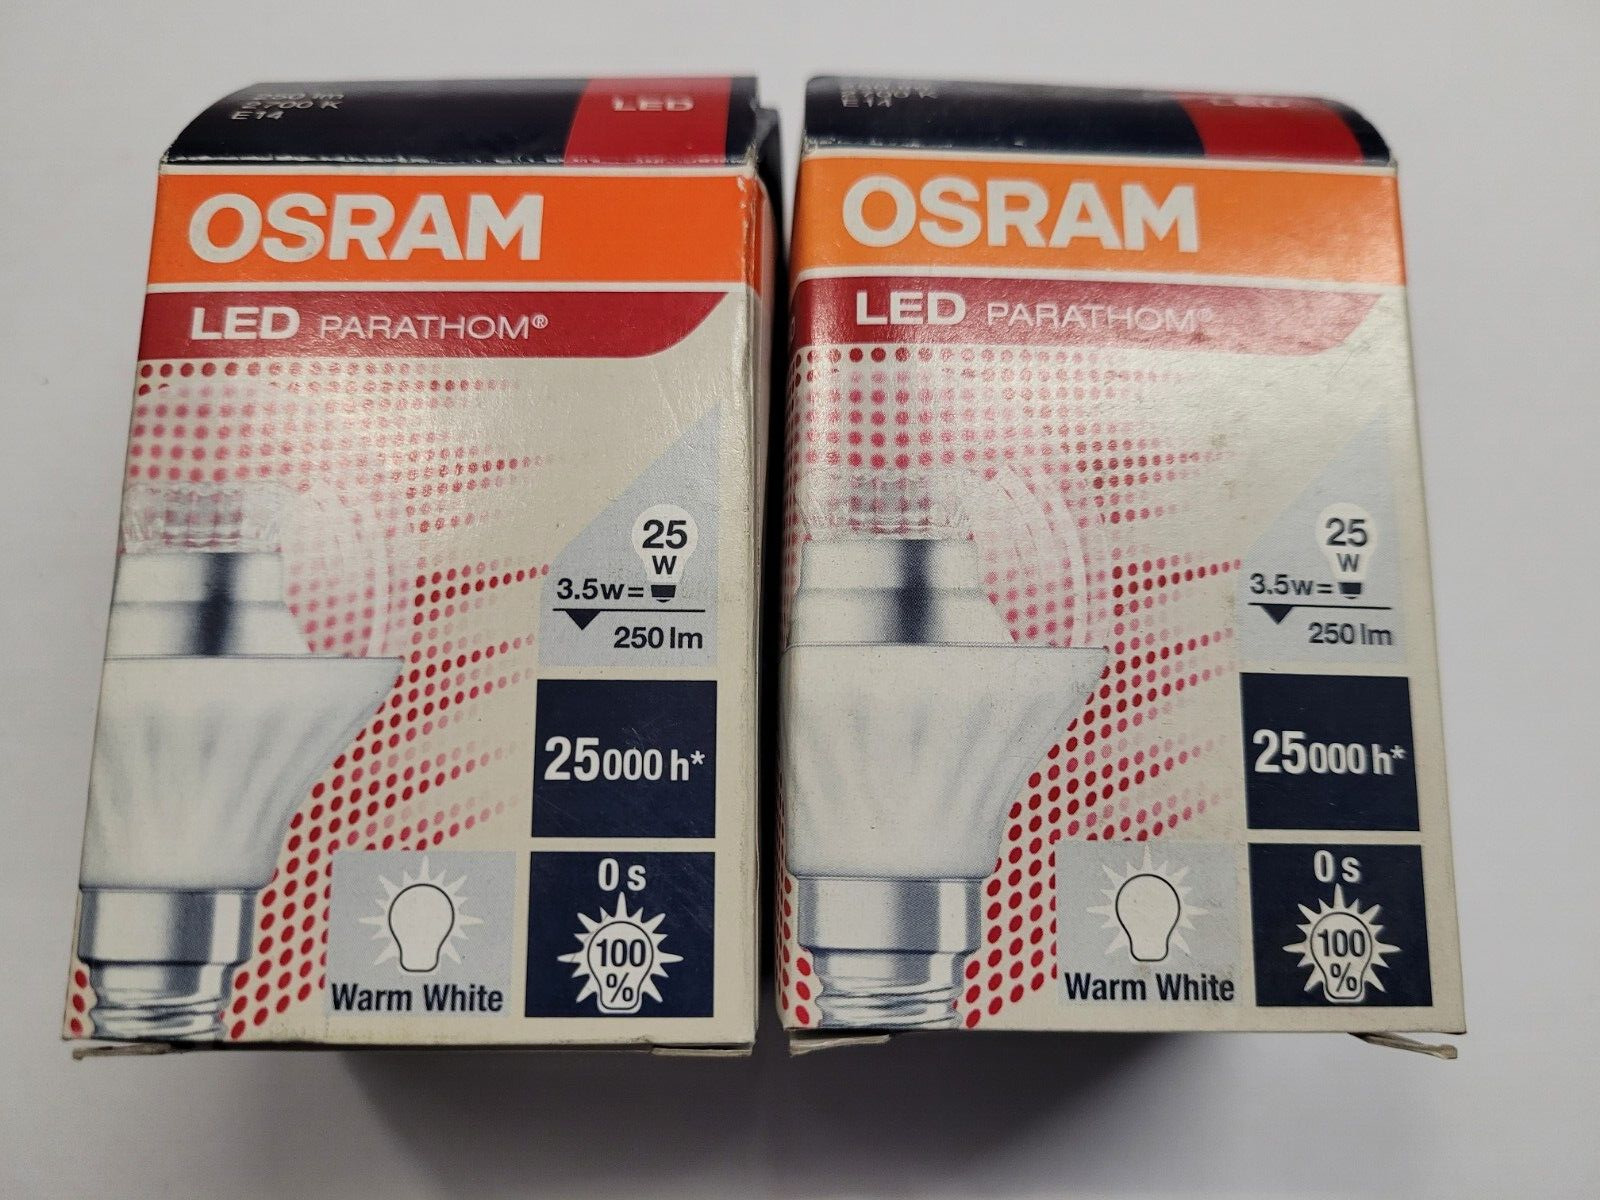 250 lm
2700 K
E14
LED
OSRAM
LED PARATHOM®
25
W
3.5w=
250 lm
25000 h*
0 s
100
%
Warm White
E14
LED
OSRAM
LED PARATHOM®
25
W
3.5w=
250 lm
25000 h*
0 s
100
%
Warm White